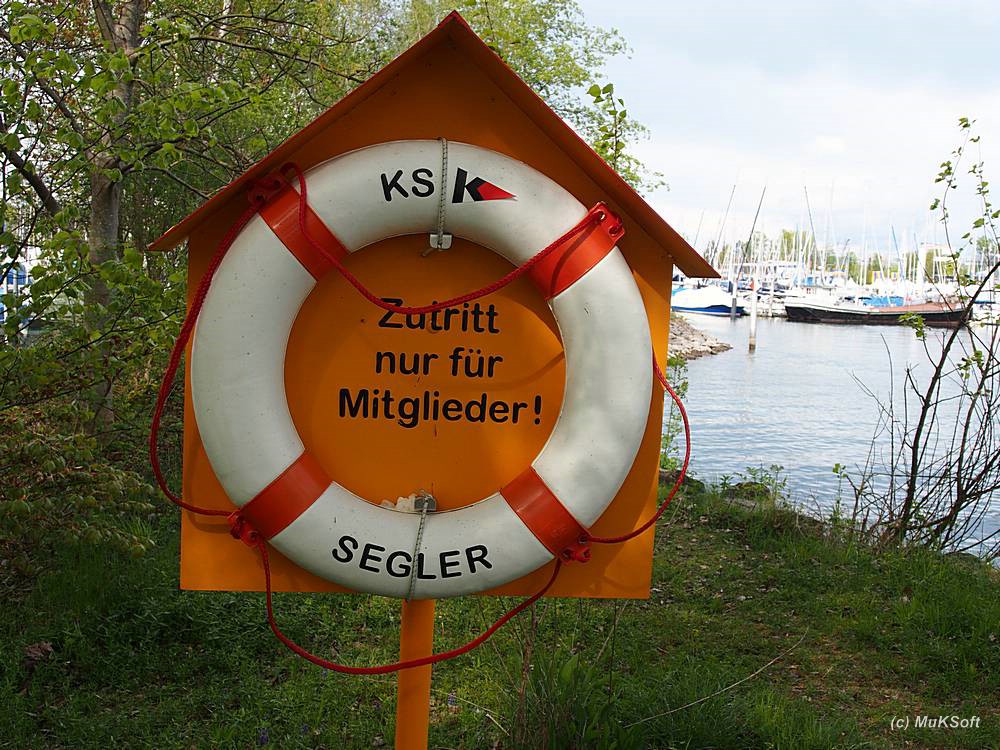 KS K
Zutritt
nur für
Mitglieder!
SEGLER
(c) MuKSoft